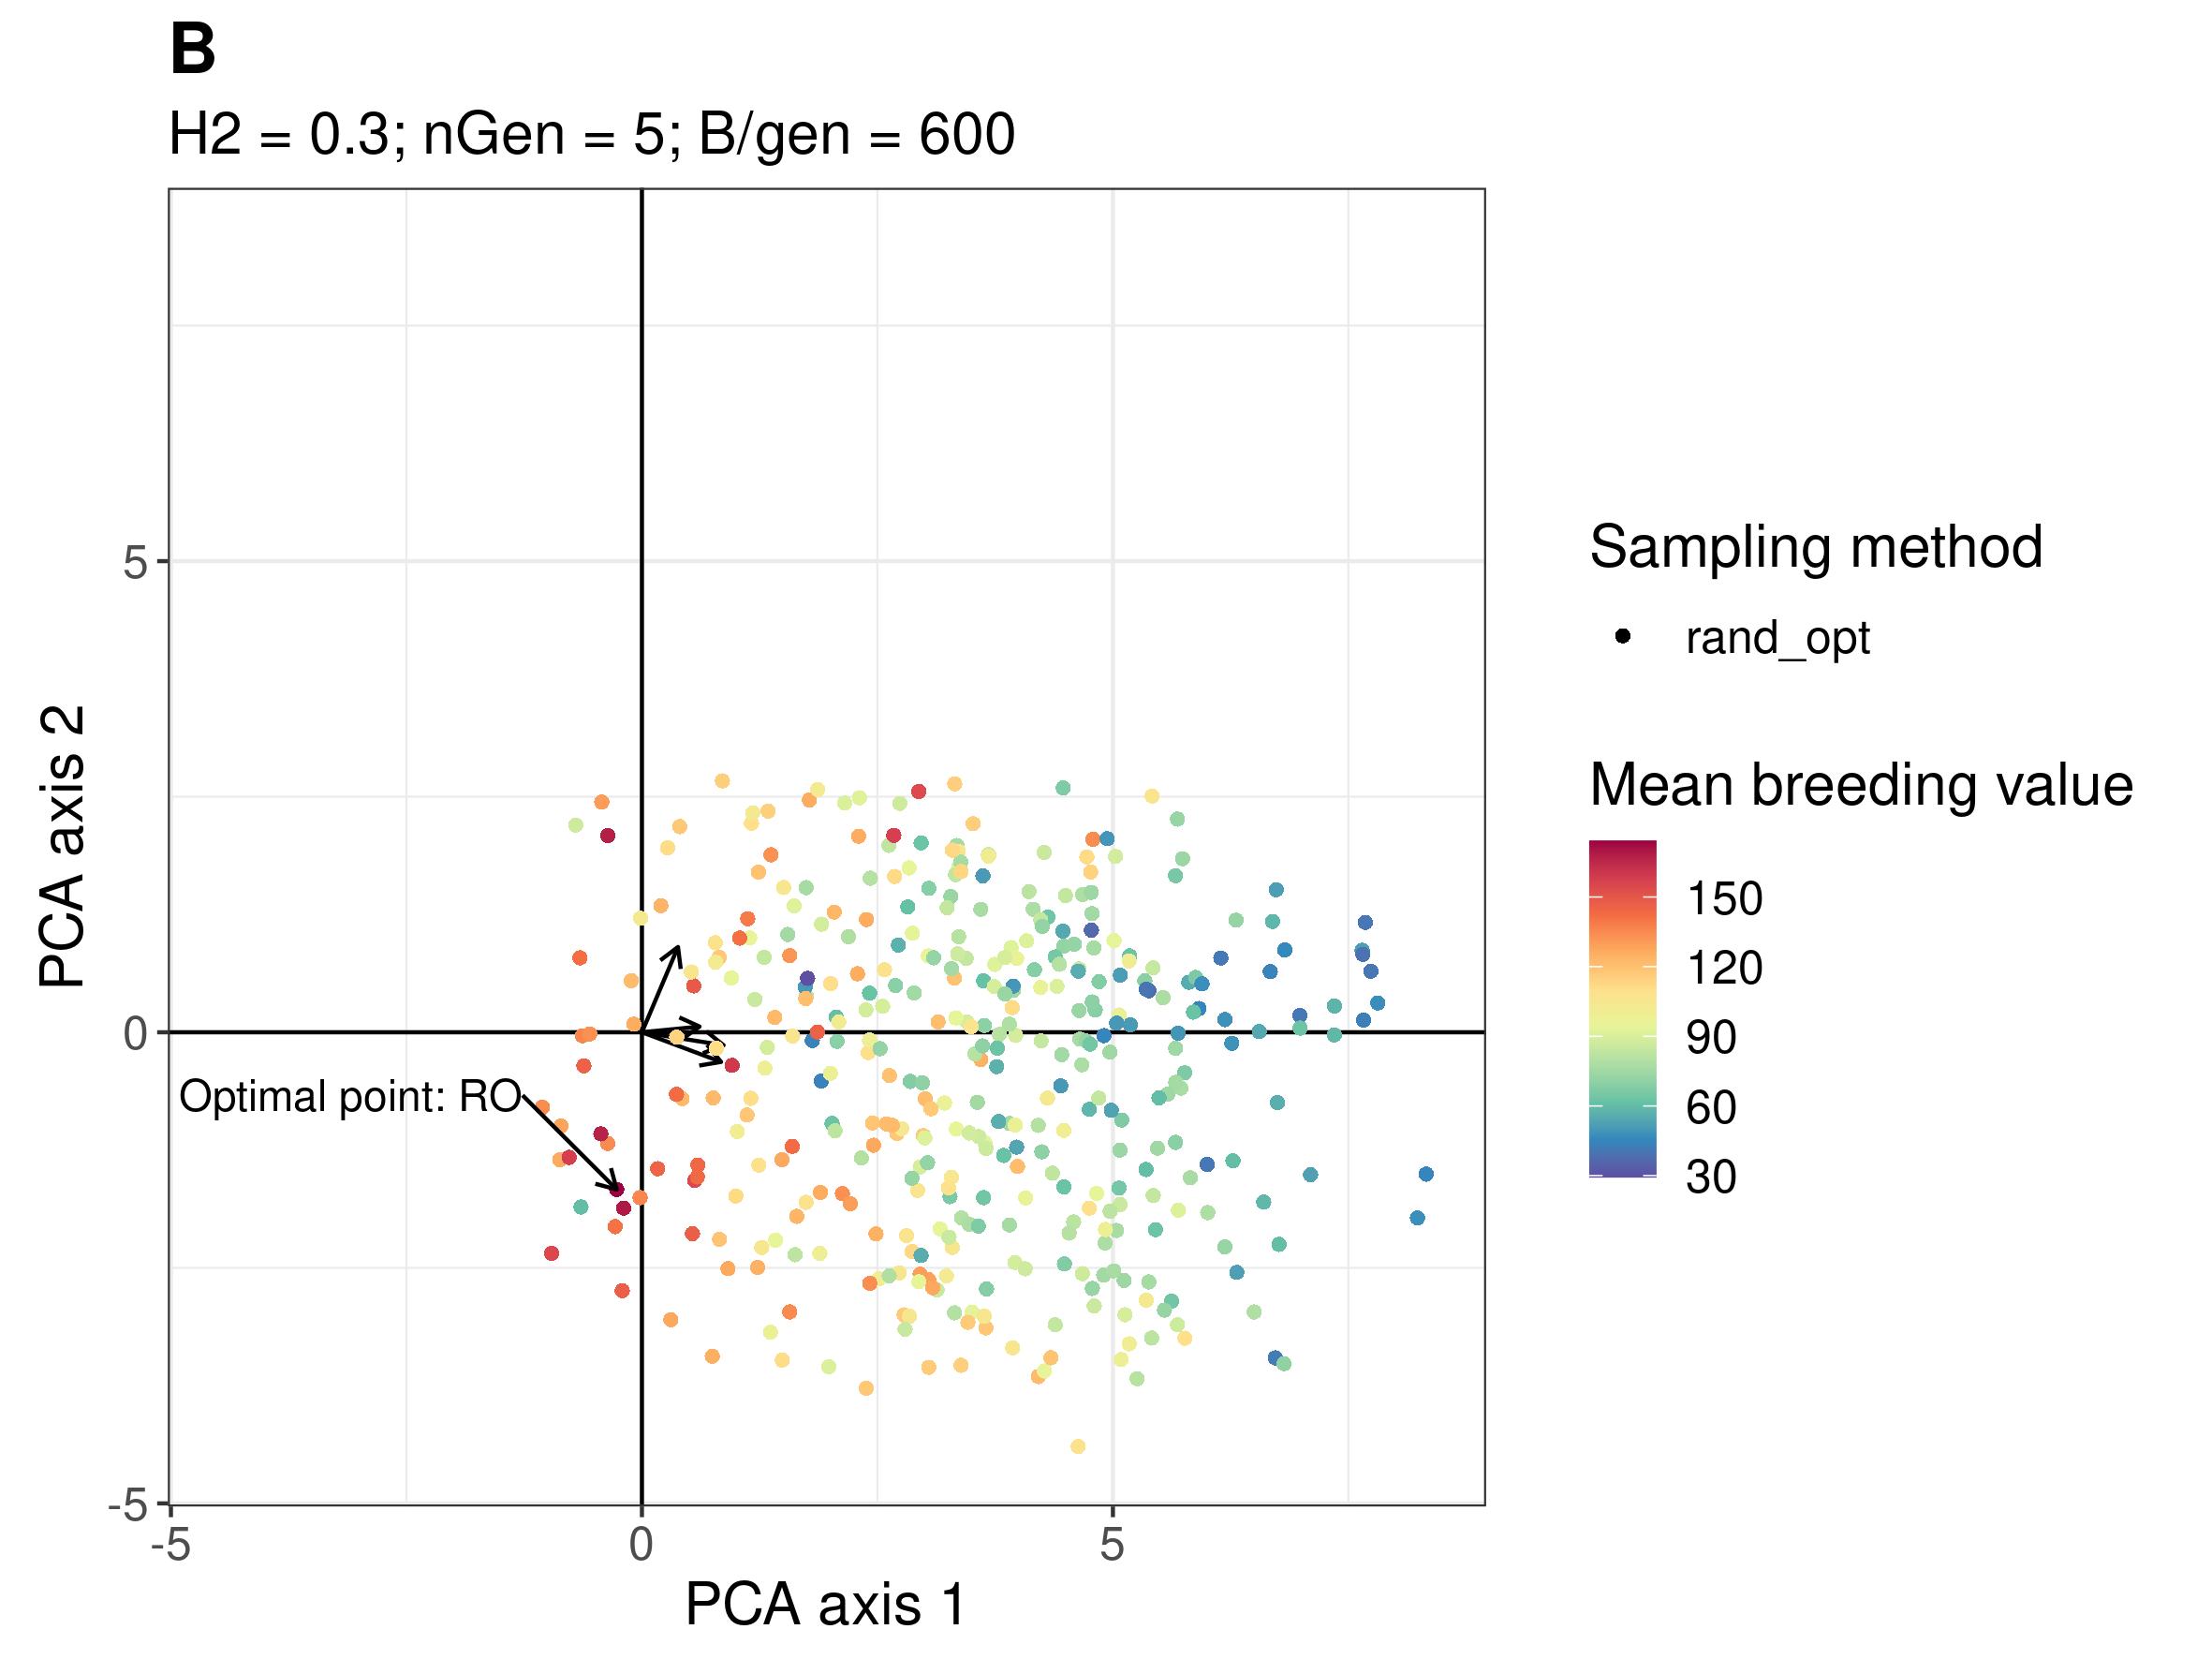 B
H2 = 0.3; nGen = 5; B/gen = 600
PCA axis 2
5
0
-5
Optimal point: RO
-5
0
5
PCA axis 1
Sampling method
rand_opt
Mean breeding value
150
120
90
60
30